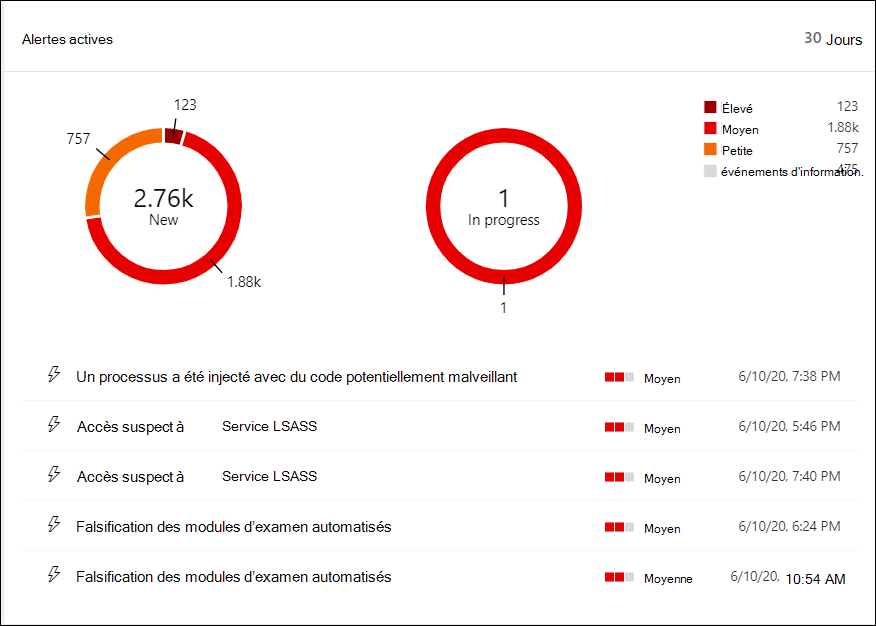 Alertes actives 30 Jours
123
757
2.76k
New
1.88k
1
In progress
1
Élevé 123
Moyen 1.88k
Petite 757
événements d'information. 475
Un processus a été injecté avec du code potentiellement malveillant Moyen 6/10/20, 7:38 PM
Accès suspect à Service LSASS Moyen 6/10/20, 5:46 PM
Accès suspect à Service LSASS Moyen 6/10/20, 7:40 PM
Falsification des modules d’examen automatisés Moyen 6/10/20, 6:24 PM
Falsification des modules d’examen automatisés Moyenne 6/10/20, 10:54 AM